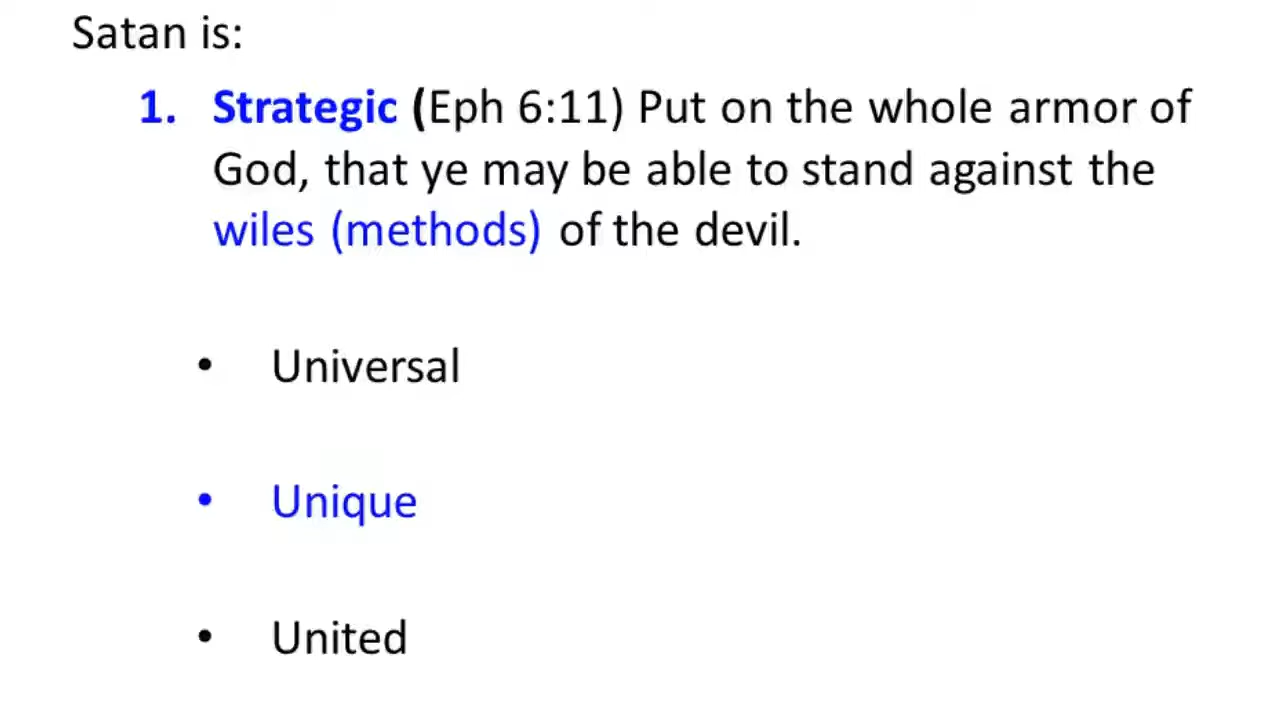 Satan is:
1. Strategic (Eph 6:11) Put on the whole armor of
God, that ye may be able to stand against the
wiles (methods) of the devil.
• Universal
• Unique
• United